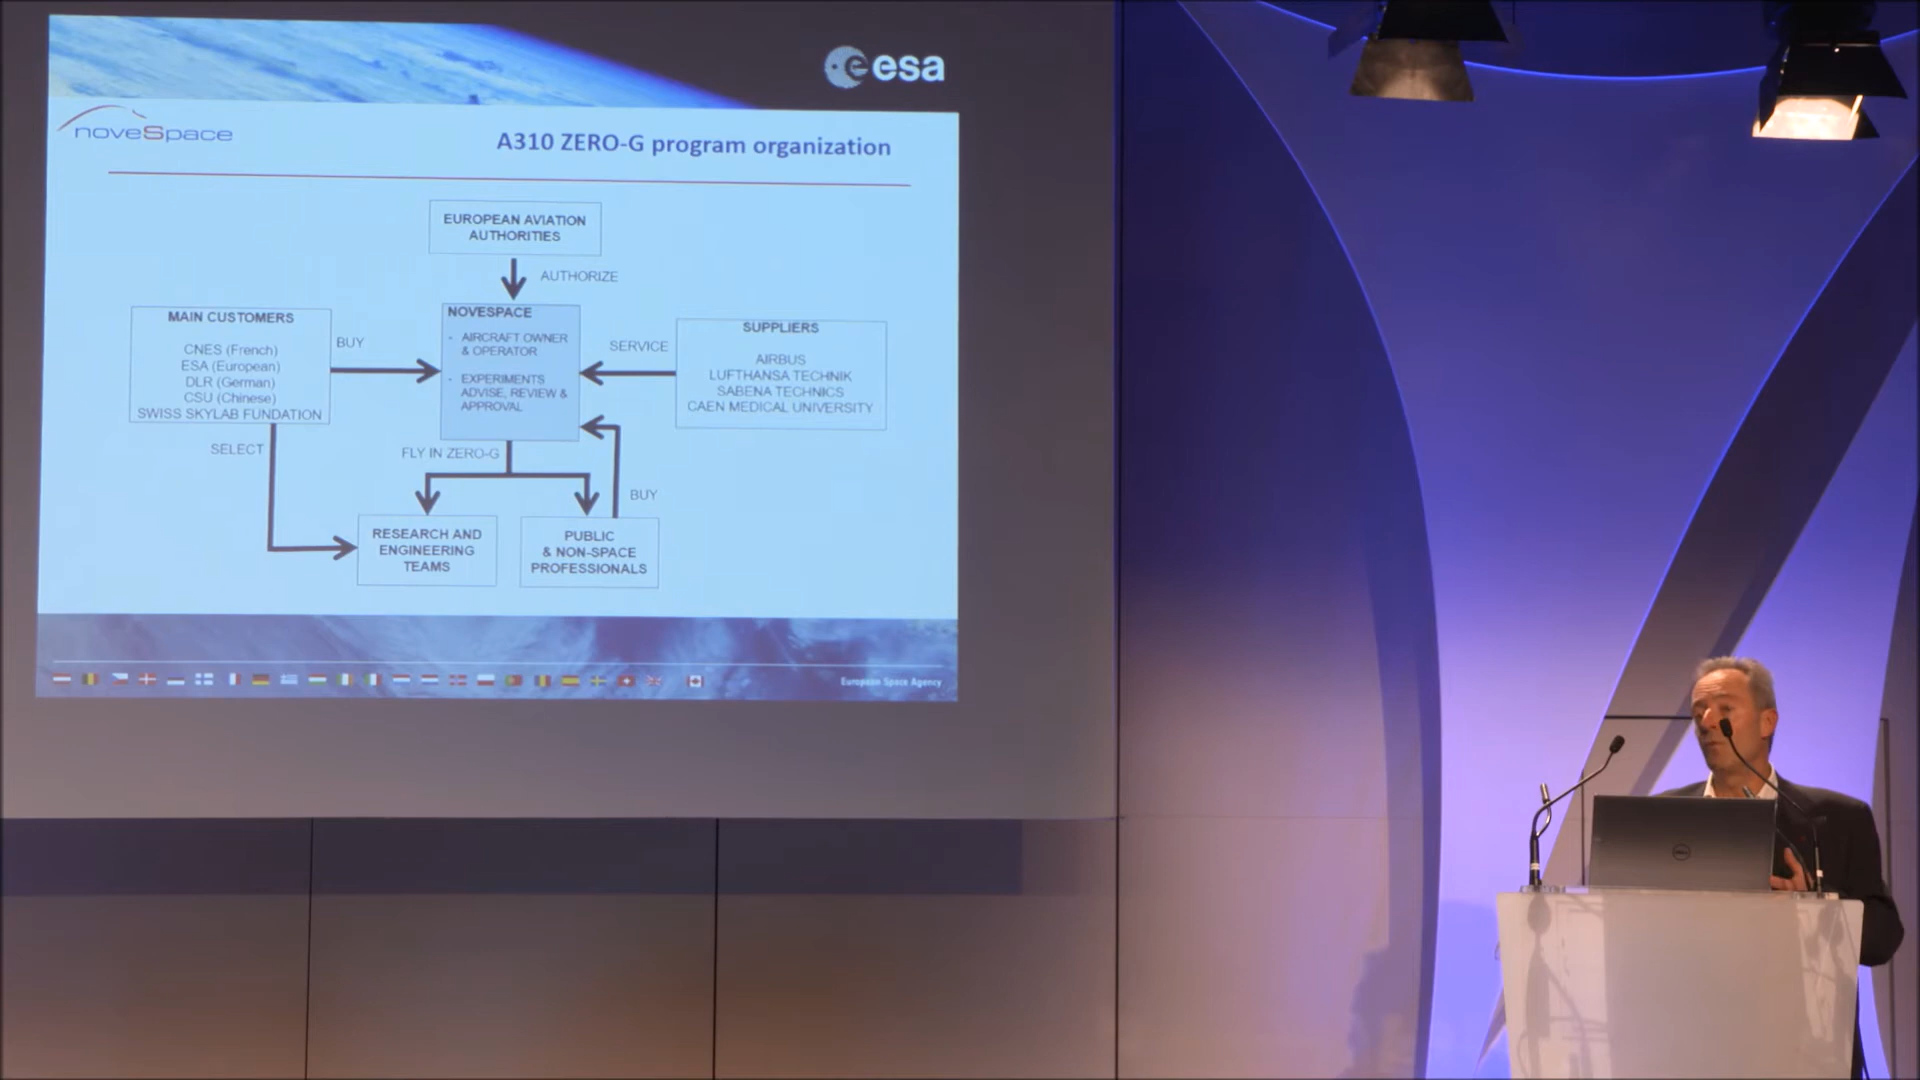 esa
noveSpace
A310 ZERO-G program organization
EUROPEAN AVIATION
AUTHORITIES
AUTHORIZE
MAIN CUSTOMERS
CNES (French)
ESA (European)
DLR (German)
CSU (Chinese)
SWISS SKYLAB FUNDATION
BUY
NOVESPACE
- AIRCRAFT OWNER
& OPERATOR
- EXPERIMENTS
ADVISE, REVIEW &
APPROVAL
SERVICE
SUPPLIERS
AIRBUS
LUFTHANSA TECHNIK
SABENA TECHNICS
CAEN MEDICAL UNIVERSITY
SELECT
FLY IN ZERO-G
BUY
RESEARCH AND
ENGINEERING
TEAMS
PUBLIC
& NON-SPACE
PROFESSIONALS
European Space Agency
DELL